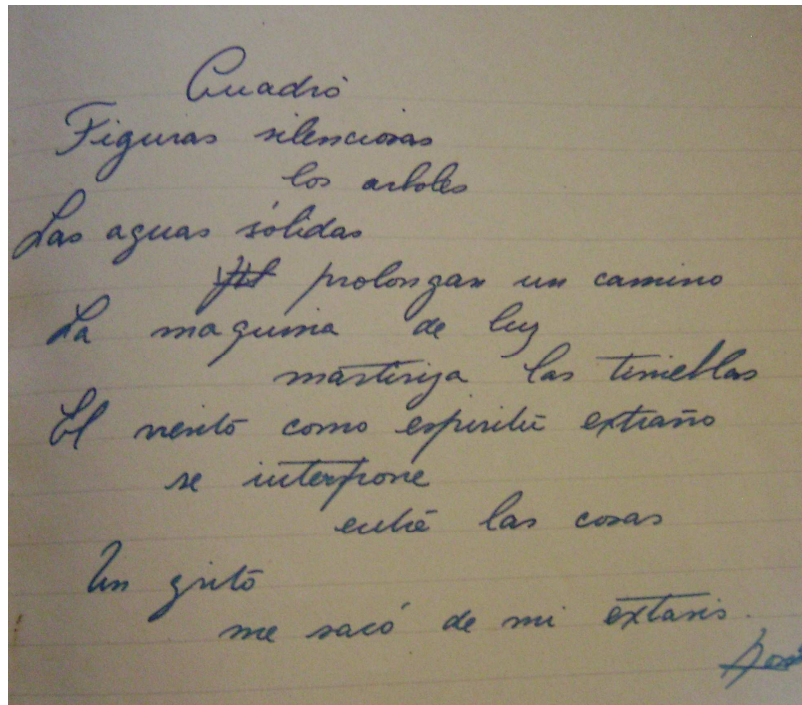 Cuadro
Figuras silenciosas
los arboles
Las aguas sólidas
prolongan un camino
La maquina de luz
martiriza las tinieblas
El viento como espiritu extraño
se interpone
entre las cosas
Un grito
me sacó de mi extasis.